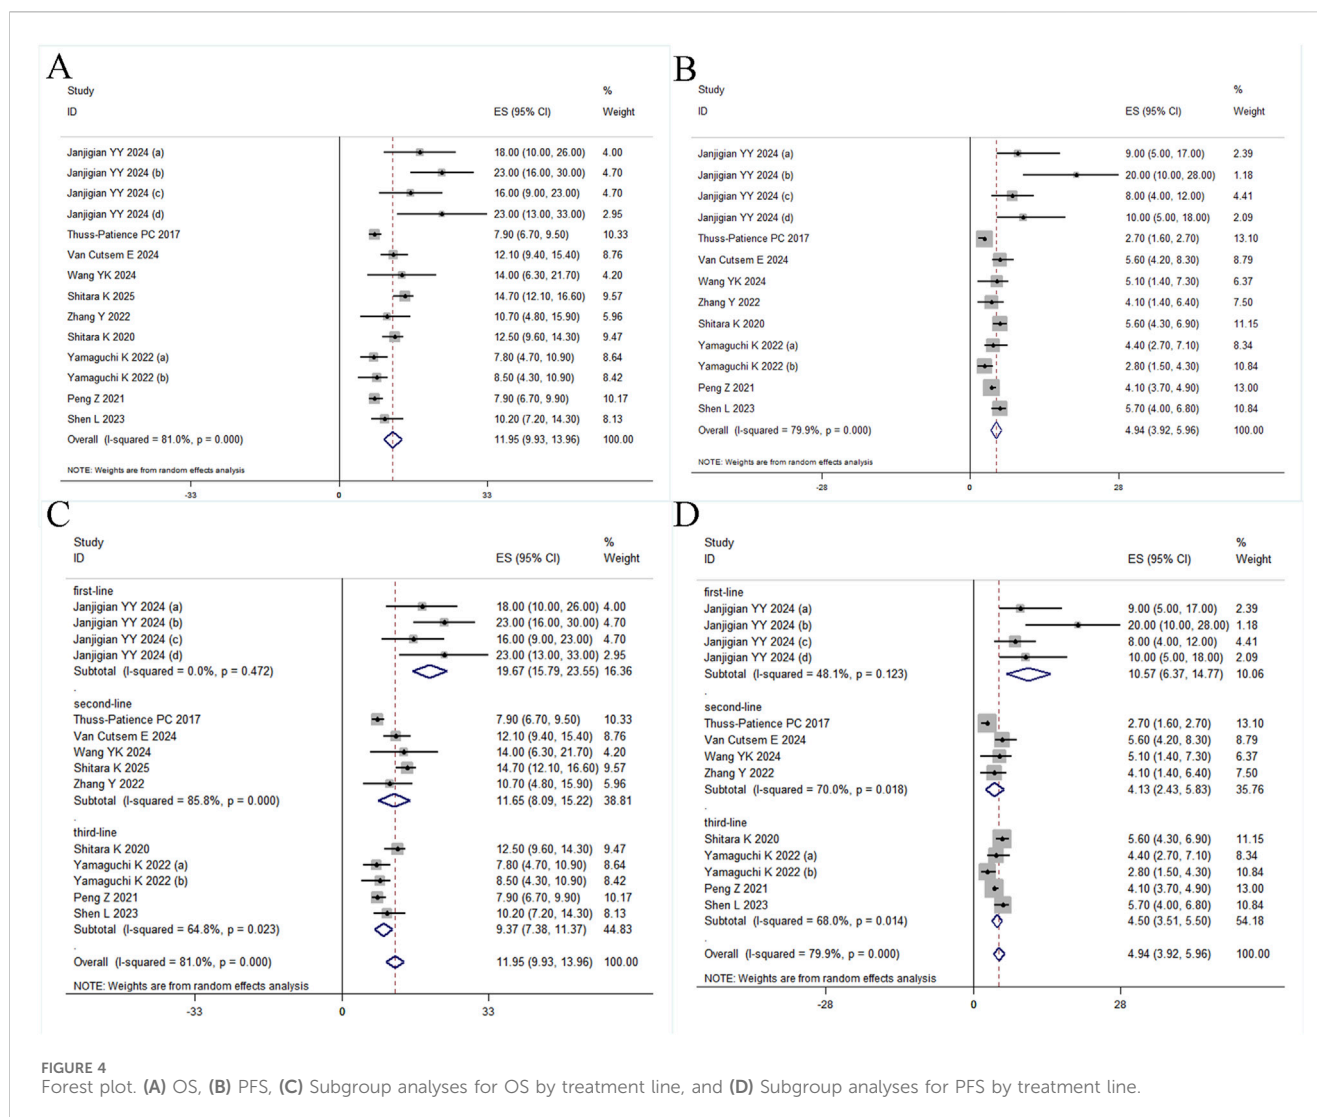 A
Study %
ID ES (95% CI) Weight
Janjigian YY 2024 (a) 18.00 (10.00, 26.00) 4.00
Janjigian YY 2024 (b) 23.00 (16.00, 30.00) 4.70
Janjigian YY 2024 (c) 16.00 (9.00, 23.00) 4.70
Janjigian YY 2024 (d) 23.00 (13.00, 33.00) 2.95
Thuss-Patience PC 2017 7.90 (6.70, 9.50) 10.33
Van Cutsem E 2024 12.10 (9.40, 15.40) 8.76
Wang YK 2024 14.00 (6.30, 21.70) 4.20
Shitara K 2025 14.70 (12.10, 16.60) 9.57
Zhang Y 2022 10.70 (4.80, 15.90) 5.96
Shitara K 2020 12.50 (9.60, 14.30) 9.47
Yamaguchi K 2022 (a) 7.80 (4.70, 10.90) 8.64
Yamaguchi K 2022 (b) 8.50 (4.30, 10.90) 8.42
Peng Z 2021 7.90 (6.70, 9.90) 10.17
Shen L 2023 10.20 (7.20, 14.30) 8.13
Overall (I-squared = 81.0%, p = 0.000) 11.95 (9.93, 13.96) 100.00
NOTE: Weights are from random effects analysis
-33 0 33
B
Study %
ID ES (95% CI) Weight
Janjigian YY 2024 (a) 9.00 (5.00, 17.00) 2.39
Janjigian YY 2024 (b) 20.00 (10.00, 28.00) 1.18
Janjigian YY 2024 (c) 8.00 (4.00, 12.00) 4.41
Janjigian YY 2024 (d) 10.00 (5.00, 18.00) 2.09
Thuss-Patience PC 2017 2.70 (1.60, 2.70) 13.10
Van Cutsem E 2024 5.60 (4.20, 8.30) 8.79
Wang YK 2024 5.10 (1.40, 7.30) 6.37
Zhang Y 2022 4.10 (1.40, 6.40) 7.50
Shitara K 2020 5.60 (4.30, 6.90) 11.15
Yamaguchi K 2022 (a) 4.40 (2.70, 7.10) 8.34
Yamaguchi K 2022 (b) 2.80 (1.50, 4.30) 10.84
Peng Z 2021 4.10 (3.70, 4.90) 13.00
Shen L 2023 5.70 (4.00, 6.80) 10.84
Overall (I-squared = 79.9%, p = 0.000) 4.94 (3.92, 5.96) 100.00
NOTE: Weights are from random effects analysis
-28 0 28
C
Study %
ID ES (95% CI) Weight
first-line
Janjigian YY 2024 (a) 18.00 (10.00, 26.00) 4.00
Janjigian YY 2024 (b) 23.00 (16.00, 30.00) 4.70
Janjigian YY 2024 (c) 16.00 (9.00, 23.00) 4.70
Janjigian YY 2024 (d) 23.00 (13.00, 33.00) 2.95
Subtotal (I-squared = 0.0%, p = 0.472) 19.67 (15.79, 23.55) 16.36
.
second-line
Thuss-Patience PC 2017 7.90 (6.70, 9.50) 10.33
Van Cutsem E 2024 12.10 (9.40, 15.40) 8.76
Wang YK 2024 14.00 (6.30, 21.70) 4.20
Shitara K 2025 14.70 (12.10, 16.60) 9.57
Zhang Y 2022 10.70 (4.80, 15.90) 5.96
Subtotal (I-squared = 85.8%, p = 0.000) 11.65 (8.09, 15.22) 38.81
.
third-line
Shitara K 2020 12.50 (9.60, 14.30) 9.47
Yamaguchi K 2022 (a) 7.80 (4.70, 10.90) 8.64
Yamaguchi K 2022 (b) 8.50 (4.30, 10.90) 8.42
Peng Z 2021 7.90 (6.70, 9.90) 10.17
Shen L 2023 10.20 (7.20, 14.30) 8.13
Subtotal (I-squared = 64.8%, p = 0.023) 9.37 (7.38, 11.37) 44.83
.
Overall (I-squared = 81.0%, p = 0.000) 11.95 (9.93, 13.96) 100.00
NOTE: Weights are from random effects analysis
-33 0 33
D
Study %
ID ES (95% CI) Weight
first-line
Janjigian YY 2024 (a) 9.00 (5.00, 17.00) 2.39
Janjigian YY 2024 (b) 20.00 (10.00, 28.00) 1.18
Janjigian YY 2024 (c) 8.00 (4.00, 12.00) 4.41
Janjigian YY 2024 (d) 10.00 (5.00, 18.00) 2.09
Subtotal (I-squared = 48.1%, p = 0.123) 10.57 (6.37, 14.77) 10.06
.
second-line
Thuss-Patience PC 2017 2.70 (1.60, 2.70) 13.10
Van Cutsem E 2024 5.60 (4.20, 8.30) 8.79
Wang YK 2024 5.10 (1.40, 7.30) 6.37
Zhang Y 2022 4.10 (1.40, 6.40) 7.50
Subtotal (I-squared = 70.0%, p = 0.018) 4.13 (2.43, 5.83) 35.76
.
third-line
Shitara K 2020 5.60 (4.30, 6.90) 11.15
Yamaguchi K 2022 (a) 4.40 (2.70, 7.10) 8.34
Yamaguchi K 2022 (b) 2.80 (1.50, 4.30) 10.84
Peng Z 2021 4.10 (3.70, 4.90) 13.00
Shen L 2023 5.70 (4.00, 6.80) 10.84
Subtotal (I-squared = 68.0%, p = 0.014) 4.50 (3.51, 5.50) 54.18
.
Overall (I-squared = 79.9%, p = 0.000) 4.94 (3.92, 5.96) 100.00
NOTE: Weights are from random effects analysis
-28 0 28
FIGURE 4
Forest plot. (A) OS, (B) PFS, (C) Subgroup analyses for OS by treatment line, and (D) Subgroup analyses for PFS by treatment line.